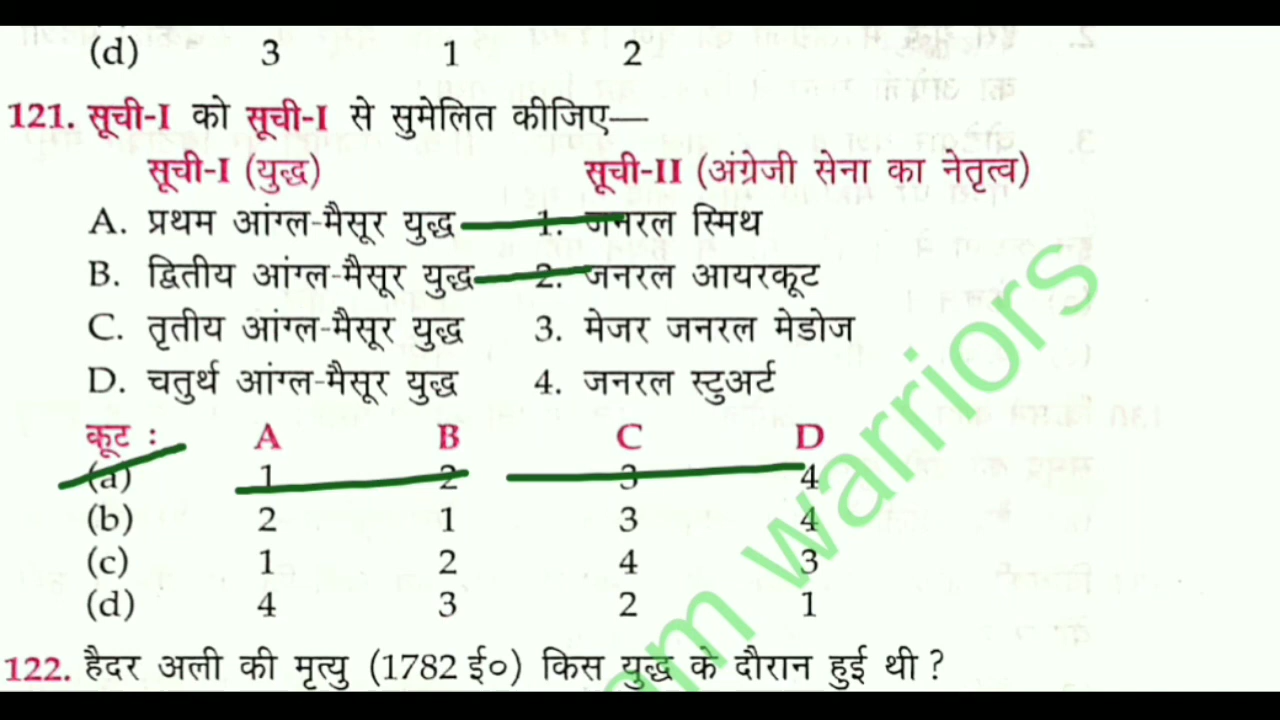 (d) 3 1 2
121. सूची-I को सूची-I से सुमेलित कीजिए—
सूची-I (युद्ध) सूची-II (अंग्रेजी सेना का नेतृत्व)
A. प्रथम आंग्ल-मैसूर युद्ध 1. जनरल स्मिथ
B. द्वितीय आंग्ल-मैसूर युद्ध 2. जनरल आयरकूट
C. तृतीय आंग्ल-मैसूर युद्ध 3. मेजर जनरल मेडोज
D. चतुर्थ आंग्ल-मैसूर युद्ध 4. जनरल स्टुअर्ट
कूट : A B C D
(a) 1 2 3 4
(b) 2 1 3 4
(c) 1 2 4 3
(d) 4 3 2 1
122. हैदर अली की मृत्यु (1782 ई०) किस युद्ध के दौरान हुई थी ?
am warriors